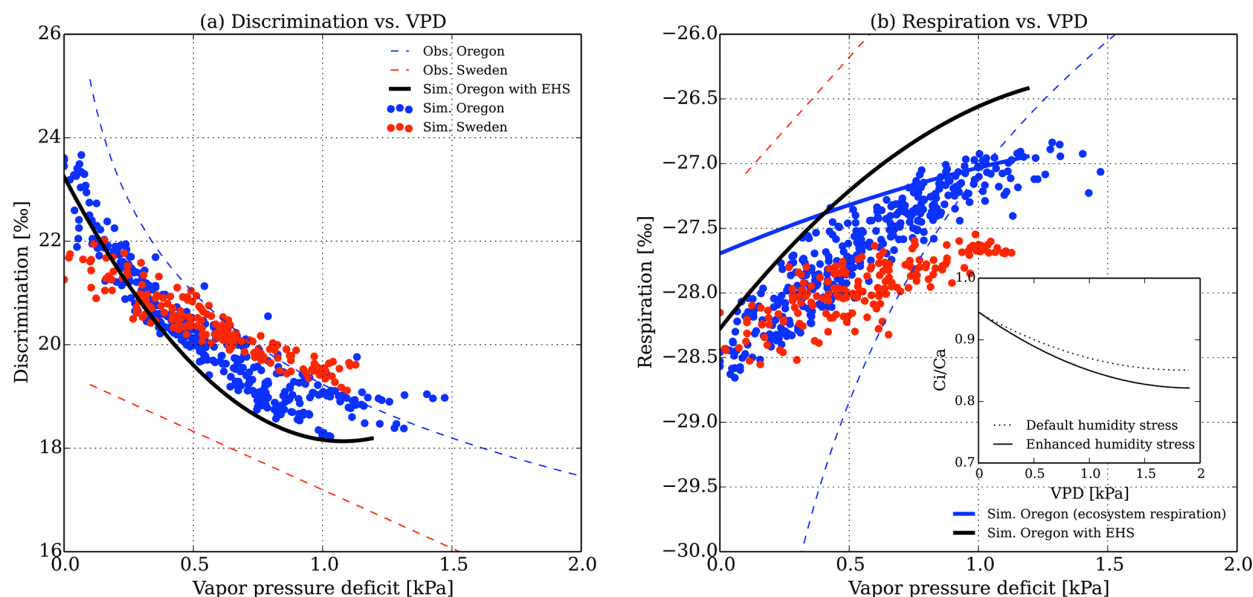 (a) Discrimination vs. VPD
26
24
22
20
18
16
Discrimination [‰]
Obs. Oregon
Obs. Sweden
Sim. Oregon with EHS
Sim. Oregon
Sim. Sweden
0.0
0.5
1.0
1.5
2.0
Vapor pressure deficit [kPa]
(b) Respiration vs. VPD
−26.0
−26.5
−27.0
−27.5
−28.0
−28.5
−29.0
−29.5
−30.0
Respiration [‰]
1.0
0.9
0.8
0.7
Ci/Ca
Default humidity stress
Enhanced humidity stress
0
0.5
1.0
1.5
2
VPD [kPa]
Sim. Oregon (ecosystem respiration)
Sim. Oregon with EHS
0.0
0.5
1.0
1.5
2.0
Vapor pressure deficit [kPa]